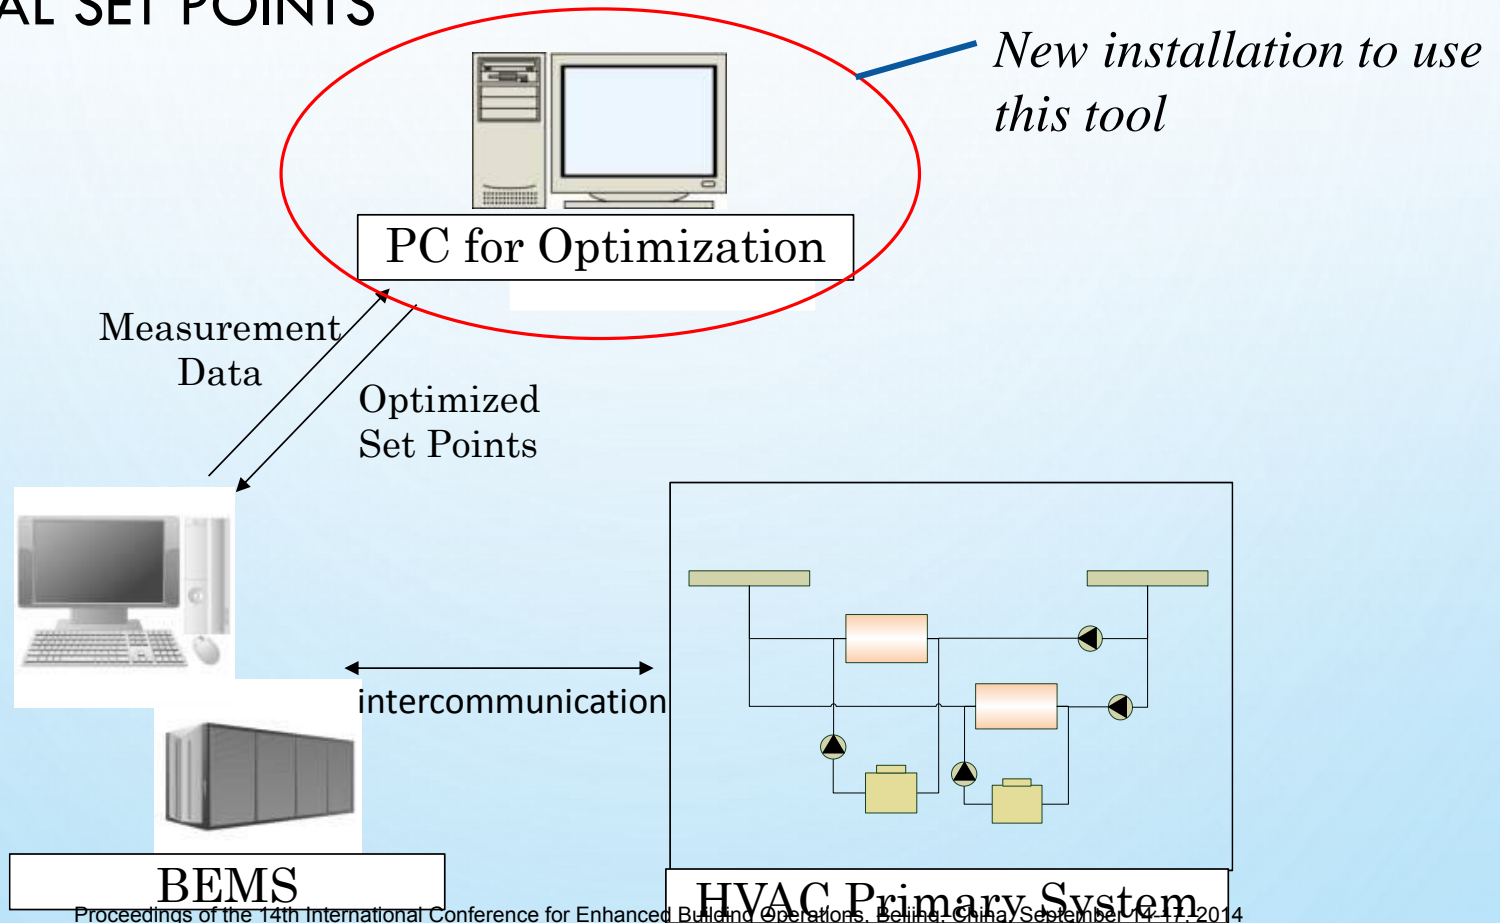 AL SET POINTS
New installation to use
this tool
PC for Optimization
Measurement
Data
Optimized
Set Points
intercommunication
BEMS
HVAC Primary System
Proceedings of the 14th International Conference for Enhanced Building Operations, Beijing, China, September 14-17, 2014